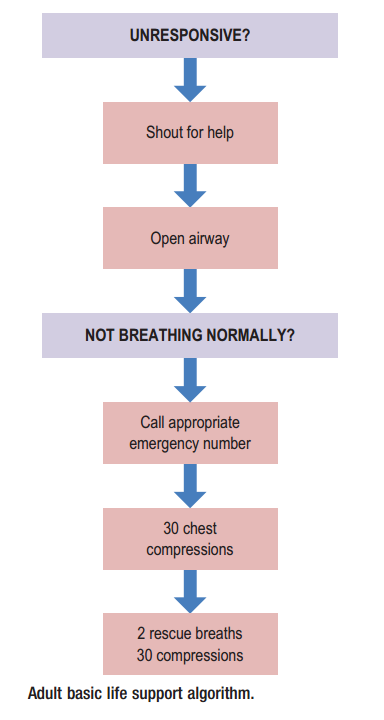 UNRESPONSIVE?
Shout for help
Open airway
NOT BREATHING NORMALLY?
Call appropriate
emergency number
30 chest
compressions
2 rescue breaths
30 compressions
Adult basic life support algorithm.